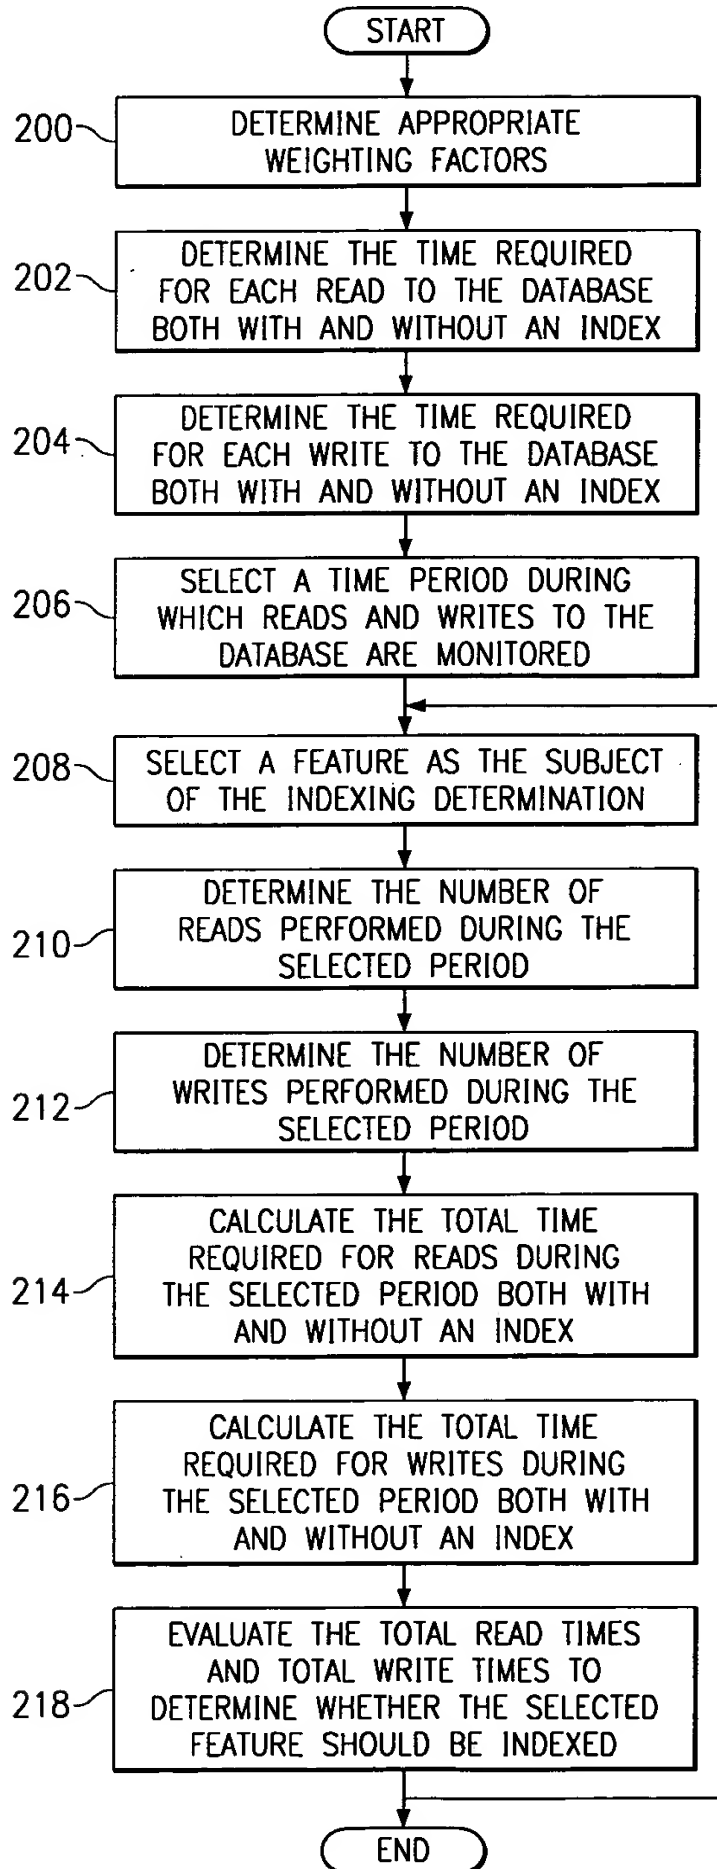 START
200
DETERMINE APPROPRIATE
WEIGHTING FACTORS
202
DETERMINE THE TIME REQUIRED
FOR EACH READ TO THE DATABASE
BOTH WITH AND WITHOUT AN INDEX
204
DETERMINE THE TIME REQUIRED
FOR EACH WRITE TO THE DATABASE
BOTH WITH AND WITHOUT AN INDEX
206
SELECT A TIME PERIOD DURING
WHICH READS AND WRITES TO THE
DATABASE ARE MONITORED
208
SELECT A FEATURE AS THE SUBJECT
OF THE INDEXING DETERMINATION
210
DETERMINE THE NUMBER OF
READS PERFORMED DURING THE
SELECTED PERIOD
212
DETERMINE THE NUMBER OF
WRITES PERFORMED DURING THE
SELECTED PERIOD
214
CALCULATE THE TOTAL TIME
REQUIRED FOR READS DURING
THE SELECTED PERIOD BOTH WITH
AND WITHOUT AN INDEX
216
CALCULATE THE TOTAL TIME
REQUIRED FOR WRITES DURING
THE SELECTED PERIOD BOTH WITH
AND WITHOUT AN INDEX
218
EVALUATE THE TOTAL READ TIMES
AND TOTAL WRITE TIMES TO
DETERMINE WHETHER THE SELECTED
FEATURE SHOULD BE INDEXED
END